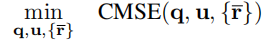 min CMSE(q, u, {r̅})
q,u,{r̅}